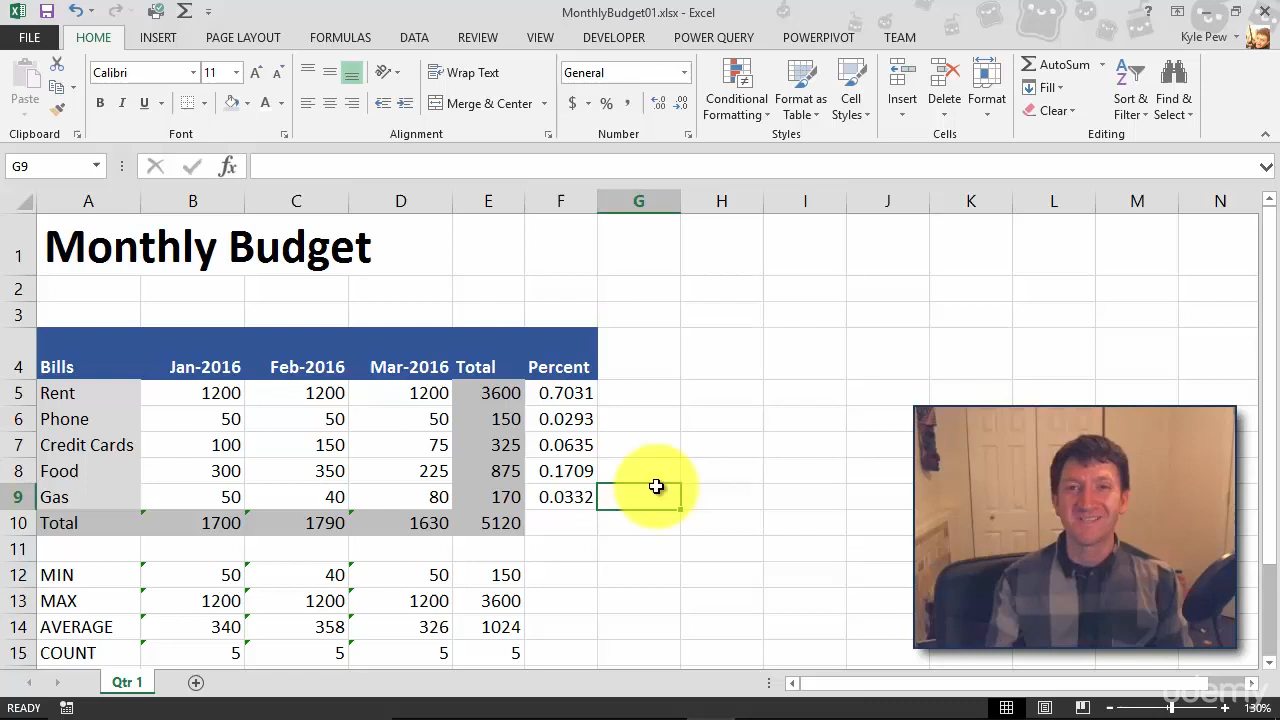 MonthlyBudget01.xlsx - Excel
FILE HOME INSERT PAGE LAYOUT FORMULAS DATA REVIEW VIEW DEVELOPER POWER QUERY POWERPIVOT TEAM Kyle Pew
Paste
Calibri 11
B I U
Wrap Text
Merge & Center
General
$ % ,
Conditional Formatting
Format as Table
Cell Styles
Insert Delete Format
AutoSum
Fill
Clear
Sort & Filter
Find & Select
Clipboard Font Alignment Number Styles Cells Editing
G9 fx
A B C D E F G H I J K L M N
1 Monthly Budget
2
3
4 Bills Jan-2016 Feb-2016 Mar-2016 Total Percent
5 Rent 1200 1200 1200 3600 0.7031
6 Phone 50 50 50 150 0.0293
7 Credit Cards 100 150 75 325 0.0635
8 Food 300 350 225 875 0.1709
9 Gas 50 40 80 170 0.0332
10 Total 1700 1790 1630 5120
11
12 MIN 50 40 50 150
13 MAX 1200 1200 1200 3600
14 AVERAGE 340 358 326 1024
15 COUNT 5 5 5 5
Qtr 1
udemy
READY 130%